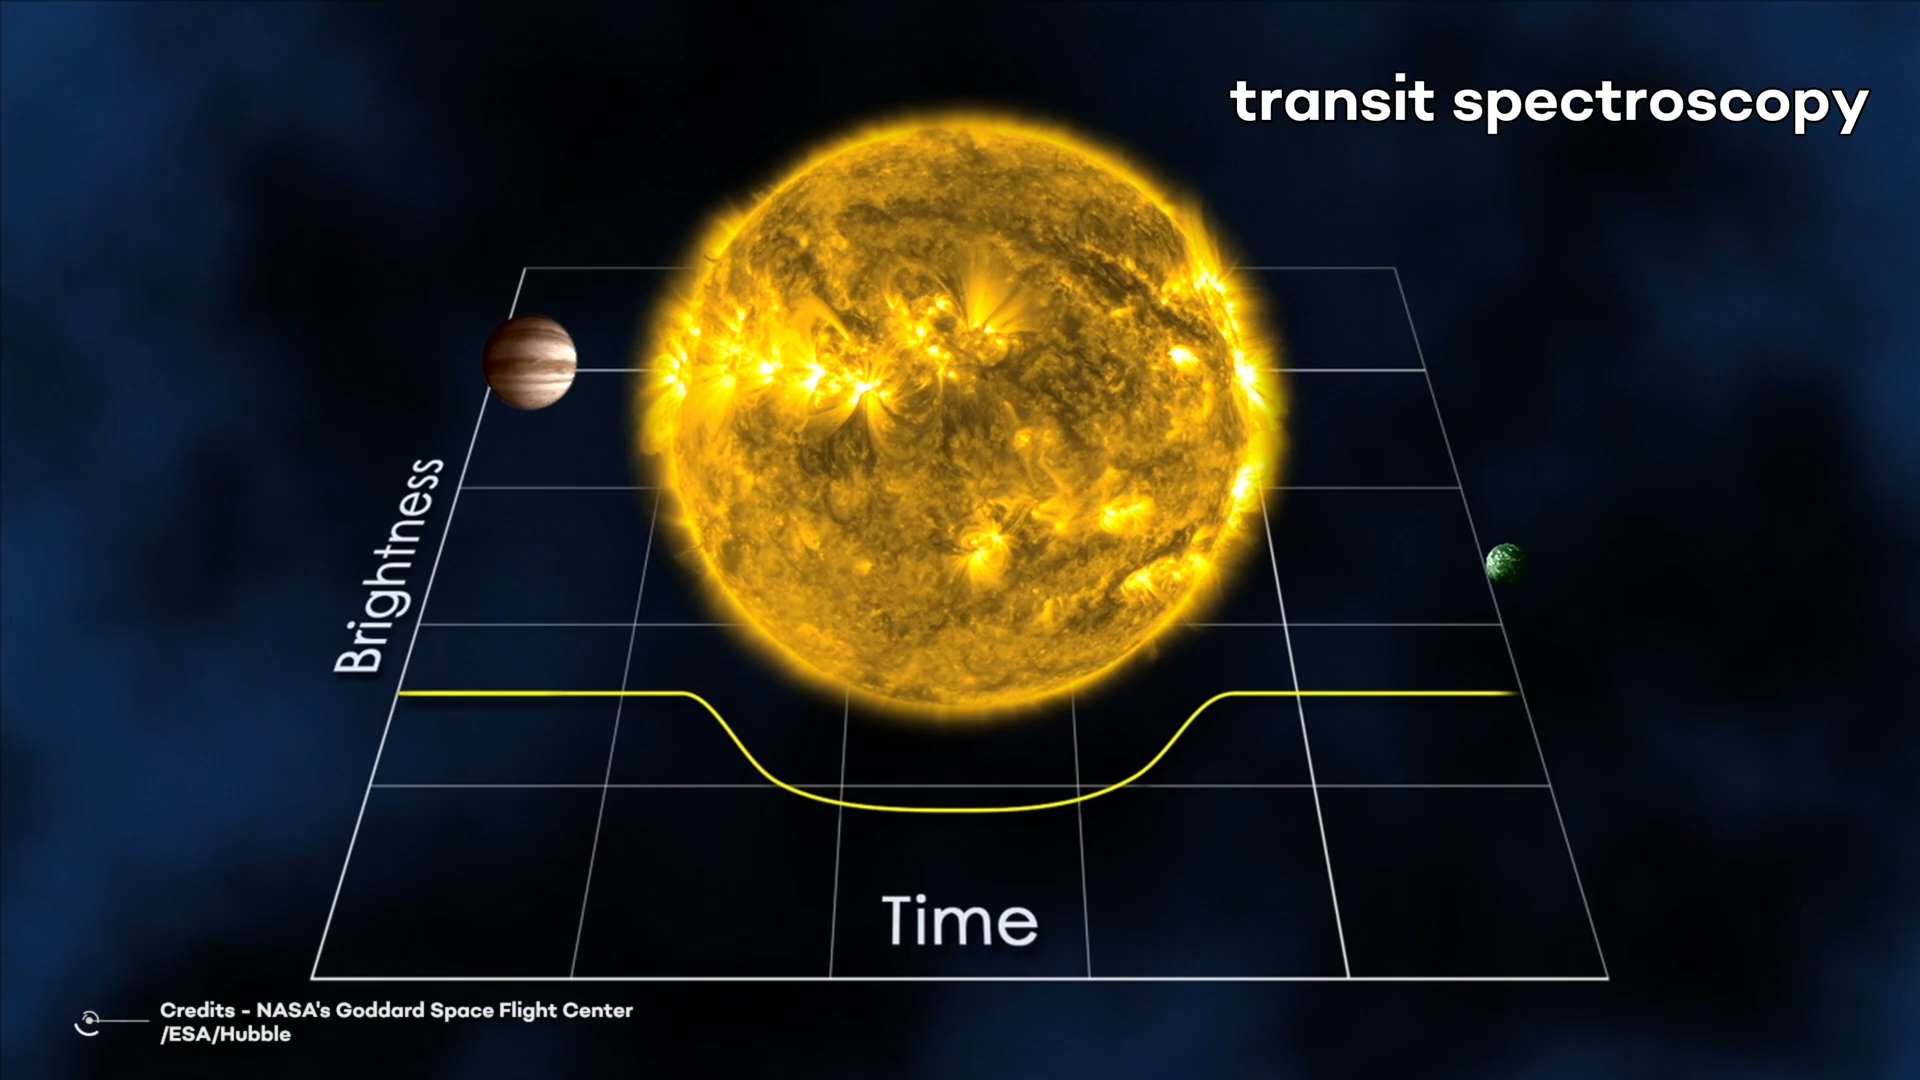 transit spectroscopy
Brightness
Time
Credits - NASA's Goddard Space Flight Center
/ESA/Hubble